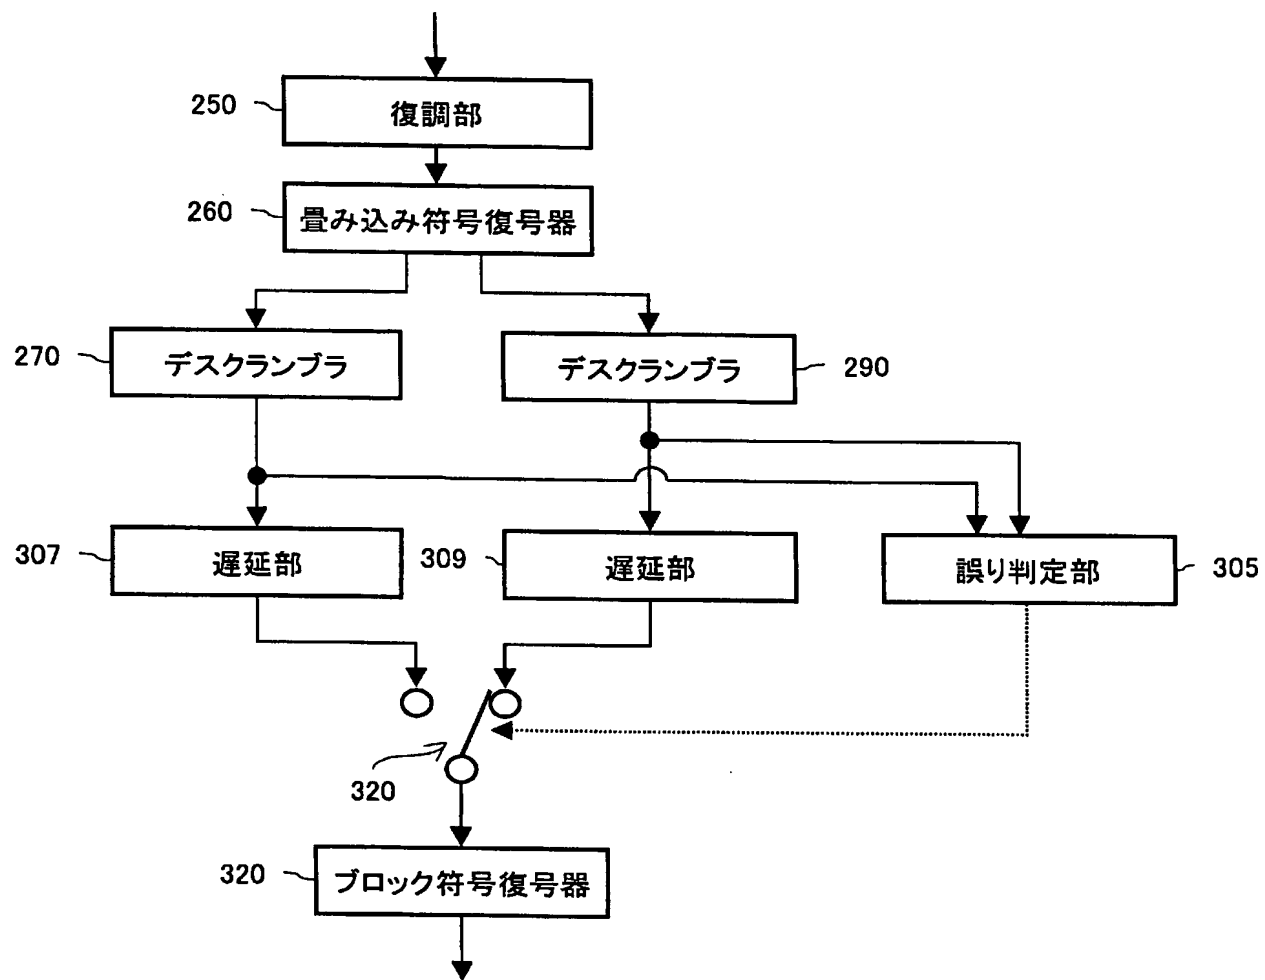 250
復調部
260
畳み込み符号復号器
270
デスクランブラ
デスクランブラ
290
307
遅延部
309
遅延部
誤り判定部
305
320
320
ブロック符号復号器